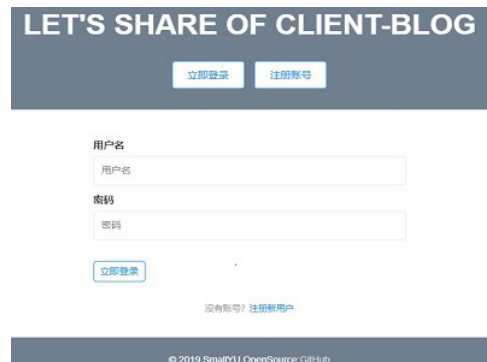 LET'S SHARE OF CLIENT-BLOG
立即登录 注册账号
用户名
用户名
密码
密码
立即登录
没有账号? 注册新用户
© 2019 SmallYU OpenSource:GitHub